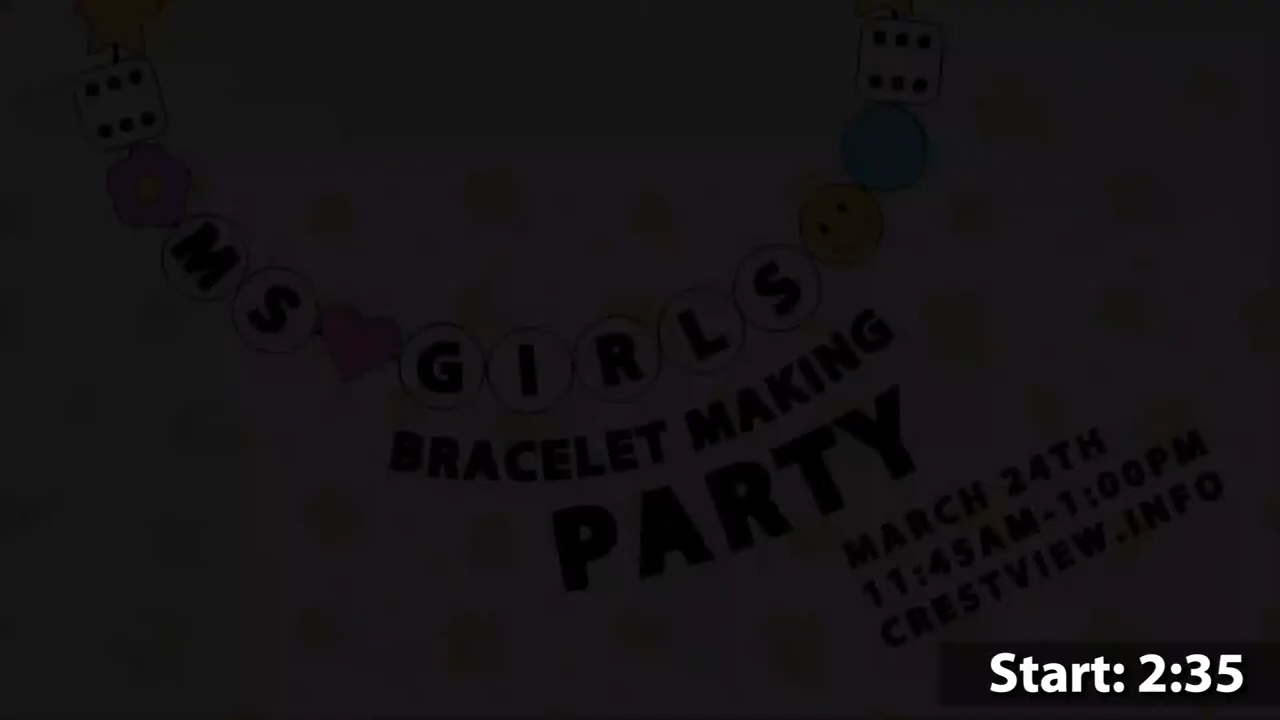 MS GIRLS
BRACELET MAKING
PARTY
MARCH 24TH
11:45AM-1:00PM
CRESTVIEW.INFO
Start: 2:35